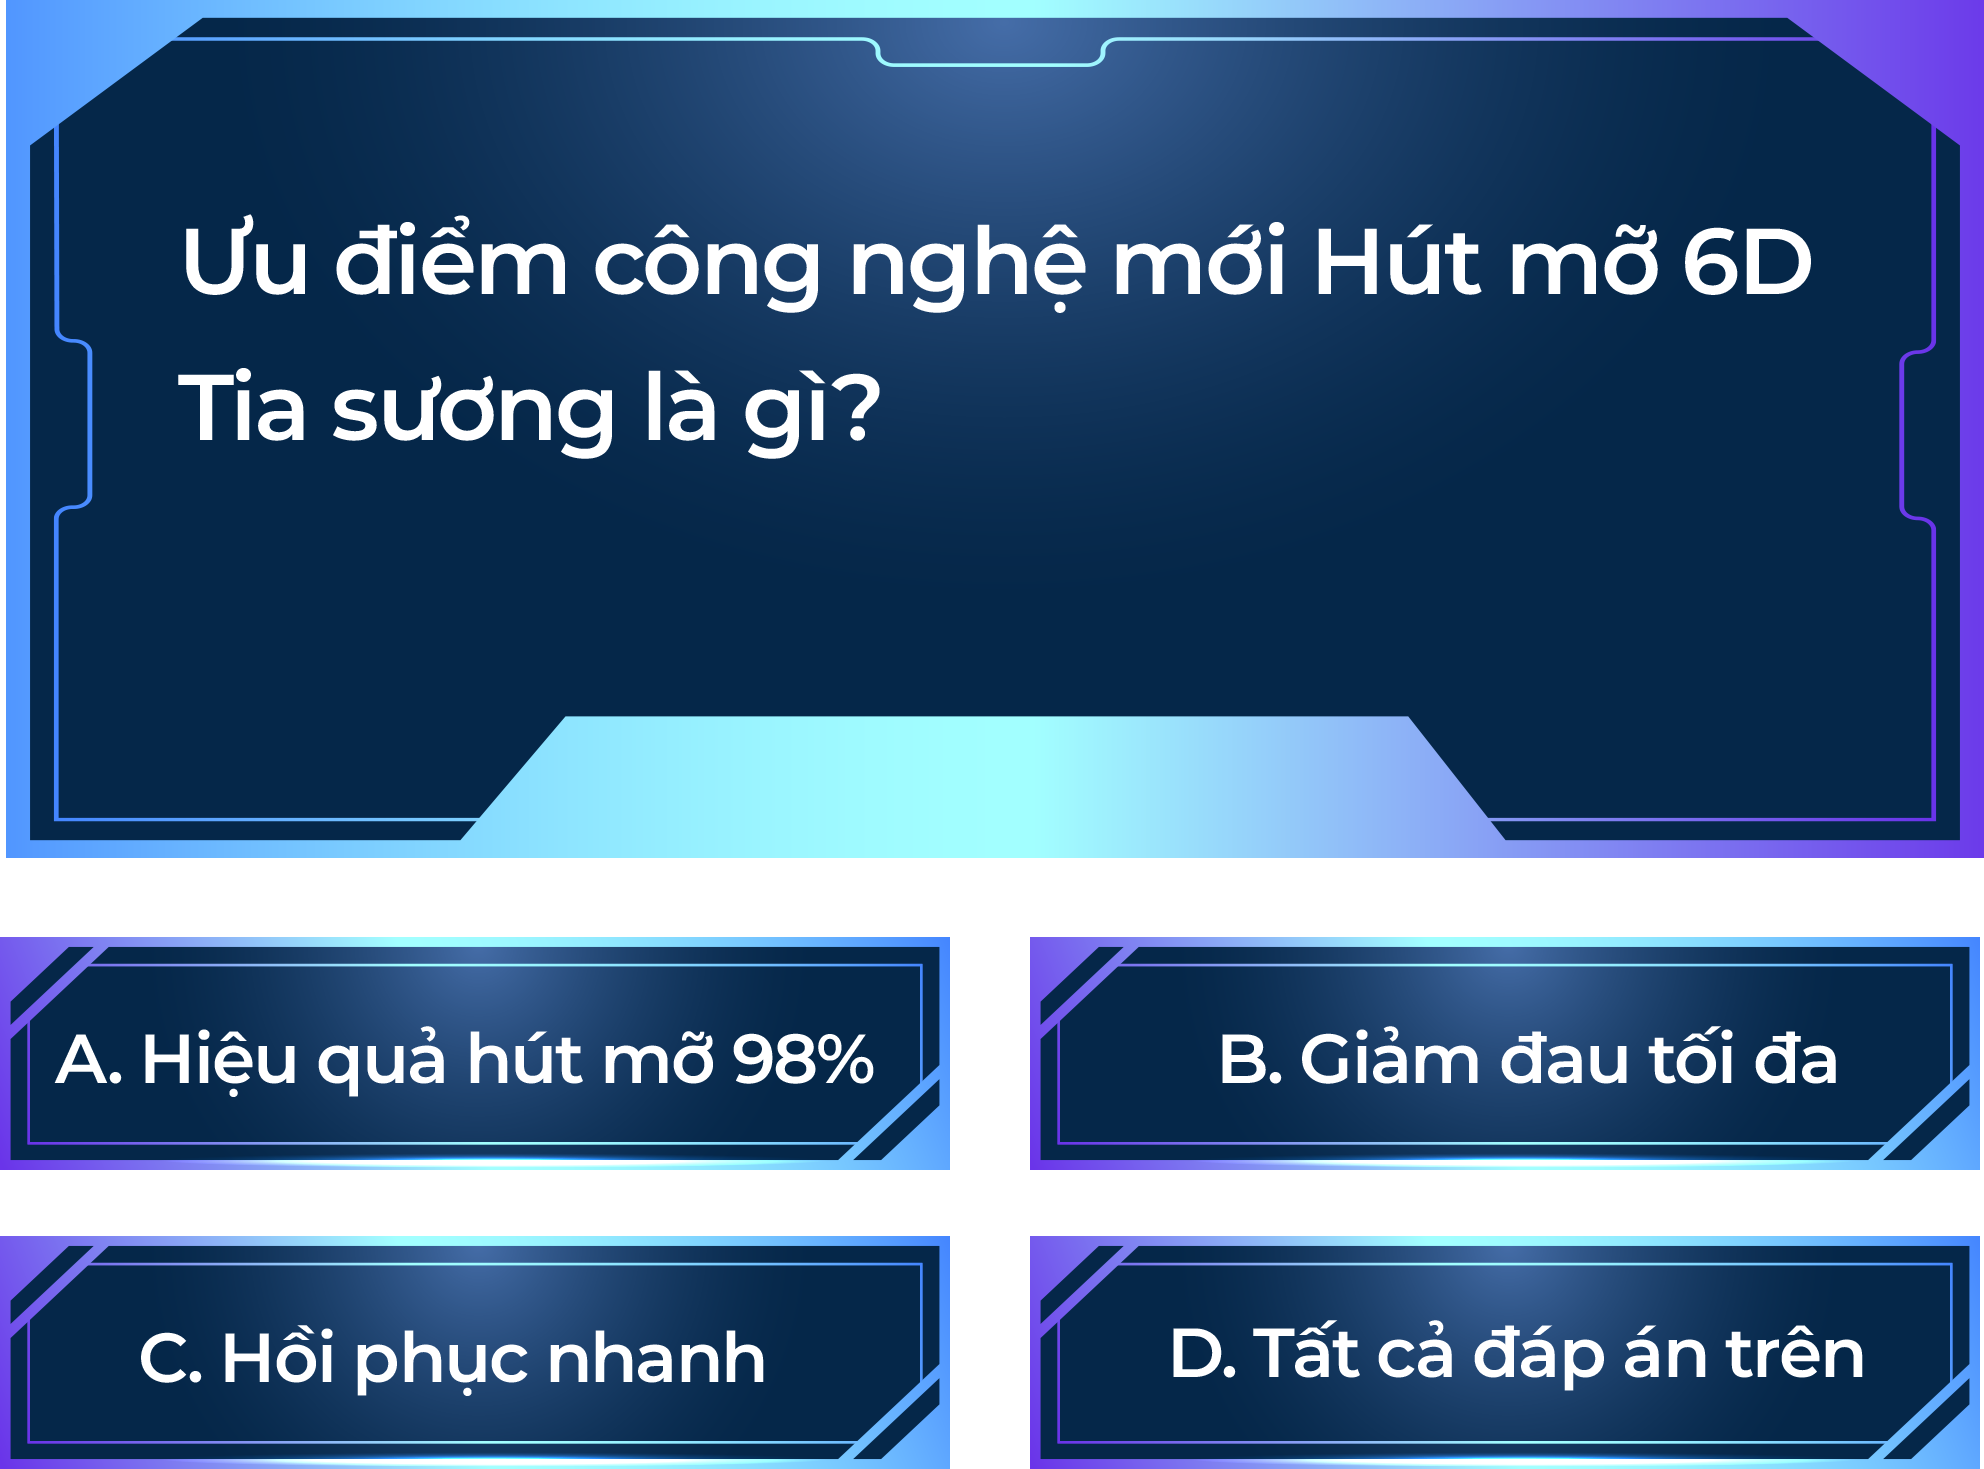 Ưu điểm công nghệ mới Hút mỡ 6D
Tia sương là gì?
A. Hiệu quả hút mỡ 98%
B. Giảm đau tối đa
C. Hồi phục nhanh
D. Tất cả đáp án trên